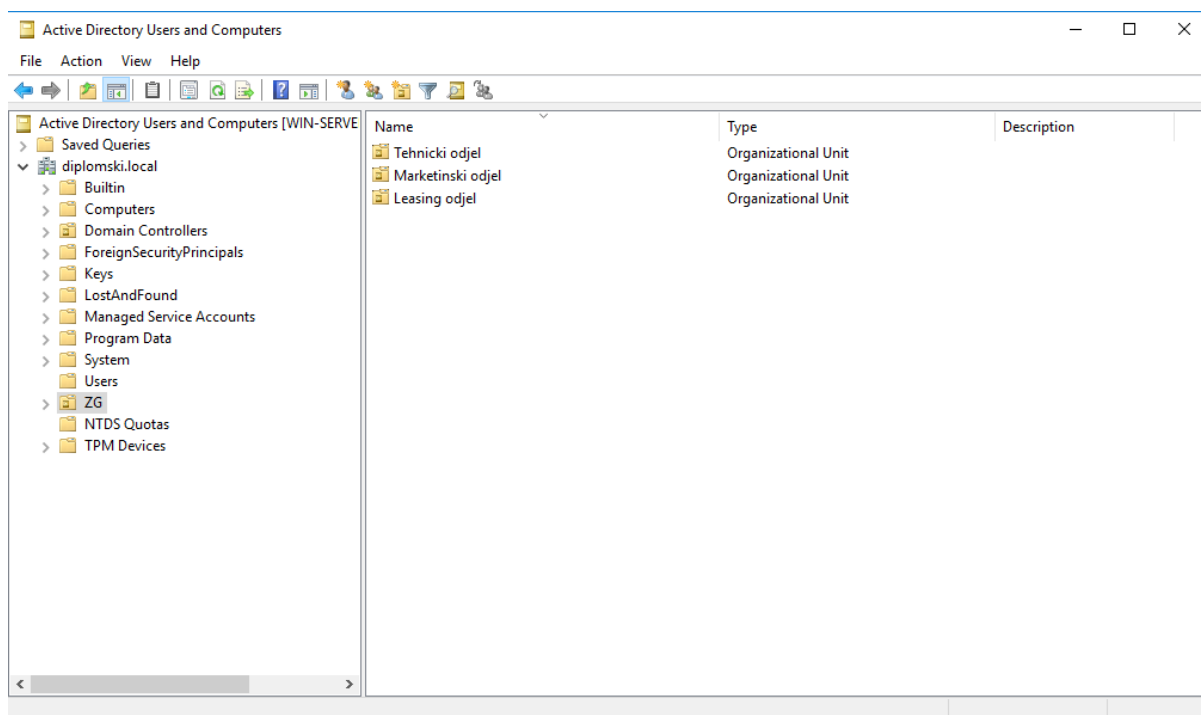 Active Directory Users and Computers
File Action View Help
Active Directory Users and Computers [WIN-SERVE
Saved Queries
diplomski.local
Builtin
Computers
Domain Controllers
ForeignSecurityPrincipals
Keys
LostAndFound
Managed Service Accounts
Program Data
System
Users
ZG
NTDS Quotas
TPM Devices
Name Type Description
Tehnicki odjel Organizational Unit
Marketinski odjel Organizational Unit
Leasing odjel Organizational Unit